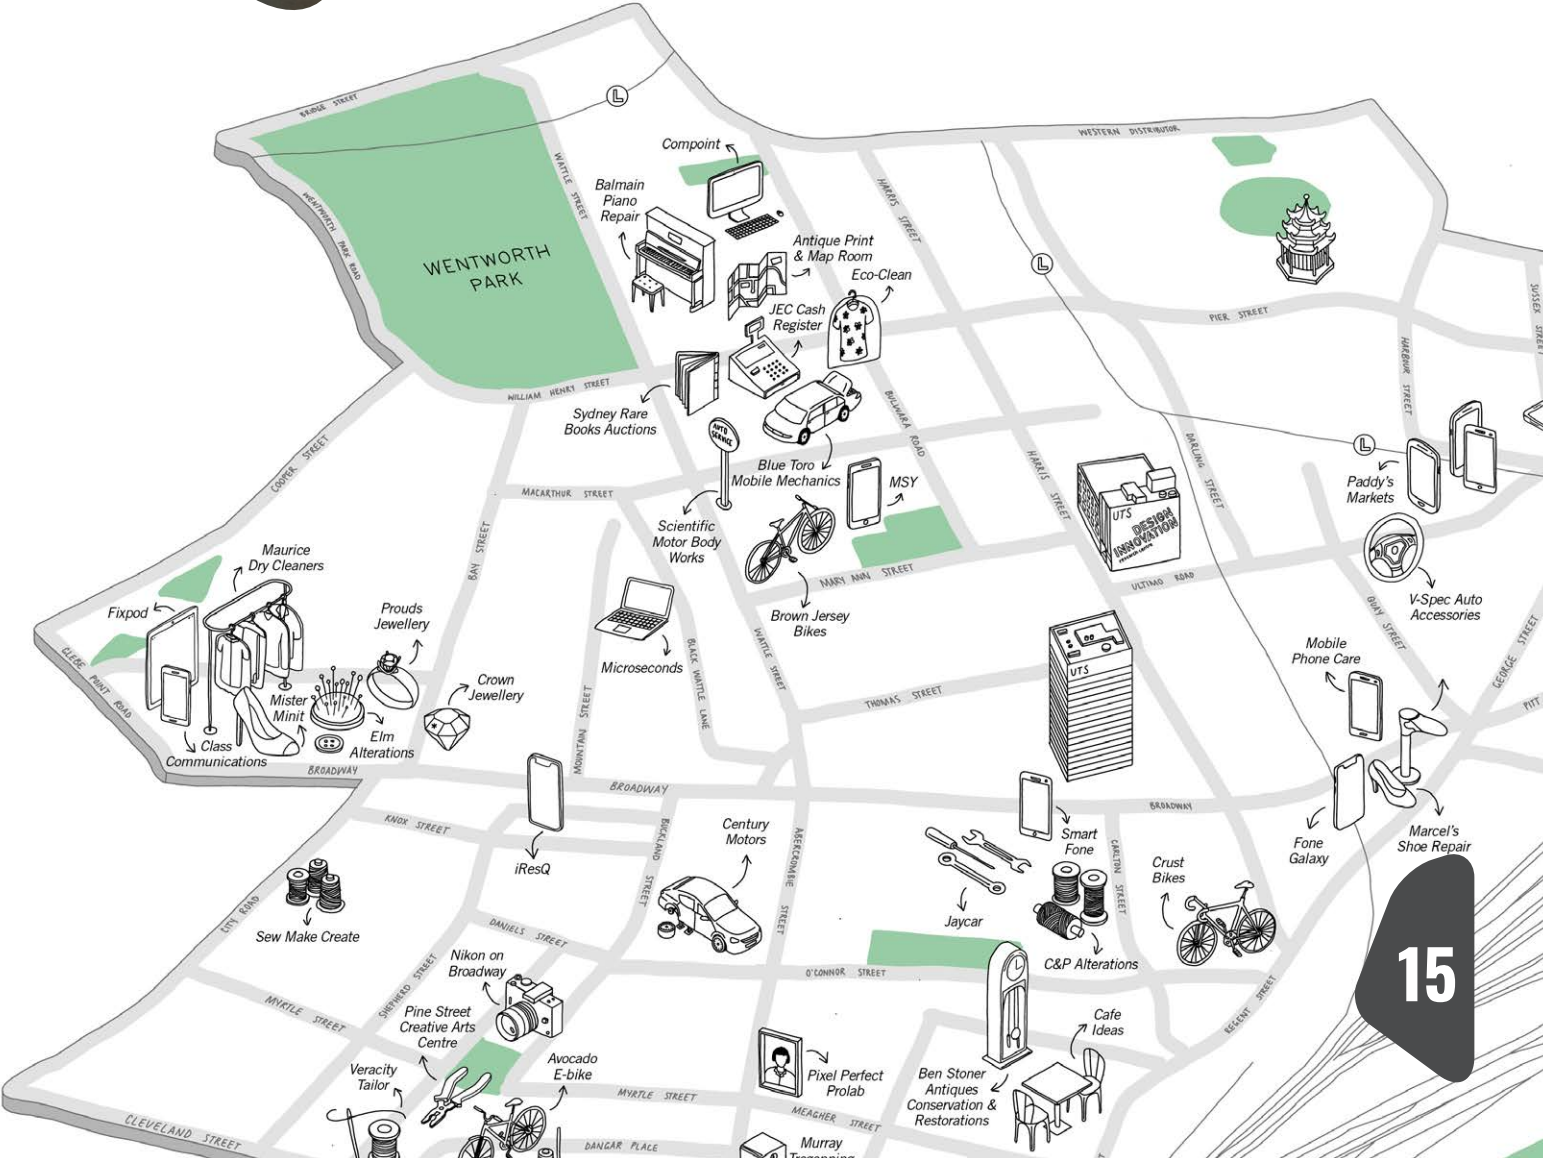 BRIDGE STREET
WESTERN DISTRIBUTOR
Compoint
WATTLE STREET
HARRIS STREET
Balmain
Piano
Repair
WENTWORTH PARK ROAD
WENTWORTH
PARK
Antique Print
& Map Room
Eco-Clean
JEC Cash
Register
PIER STREET
HARBOUR STREET
WILLIAM HENRY STREET
Sydney Rare
Books Auctions
AUTO
SERVICE
BULWARA ROAD
COOPER STREET
Blue Toro
Mobile Mechanics
MSY
HARRIS STREET
DARLING STREET
Paddy's
Markets
MACARTHUR STREET
Scientific
Motor Body
Works
UTS
DESIGN
INNOVATION
BAY STREET
Maurice
Dry Cleaners
MARY ANN STREET
ULTIMO ROAD
V-Spec Auto
Accessories
QUAY STREET
Fixpod
Prouds
Jewellery
Brown Jersey
Bikes
Microseconds
BLACK WATTLE LANE
WATTLE STREET
UTS
Mobile
Phone Care
GEORGE STREET
PITT
GLEBE POINT ROAD
Crown
Jewellery
Mister
Minit
Elm
Alterations
Class
Communications
MOUNTAIN STREET
THOMAS STREET
BROADWAY
BROADWAY
BROADWAY
KNOX STREET
iResQ
BUCKLAND STREET
Century
Motors
ABERCROMBIE STREET
Smart
Fone
CARLTON STREET
Crust
Bikes
Fone
Galaxy
Marcel's
Shoe Repair
Sew Make Create
CITY ROAD
DANIELS STREET
Jaycar
C&P Alterations
15
Nikon on
Broadway
SHEPHERD STREET
O'CONNOR STREET
REGENT STREET
MYRTLE STREET
Pine Street
Creative Arts
Centre
Cafe
Ideas
Veracity
Tailor
Avocado
E-bike
Pixel Perfect
Prolab
Ben Stoner
Antiques
Conservation &
Restorations
MYRTLE STREET
MEAGHER STREET
CLEVELAND STREET
DANGAR PLACE
Murray